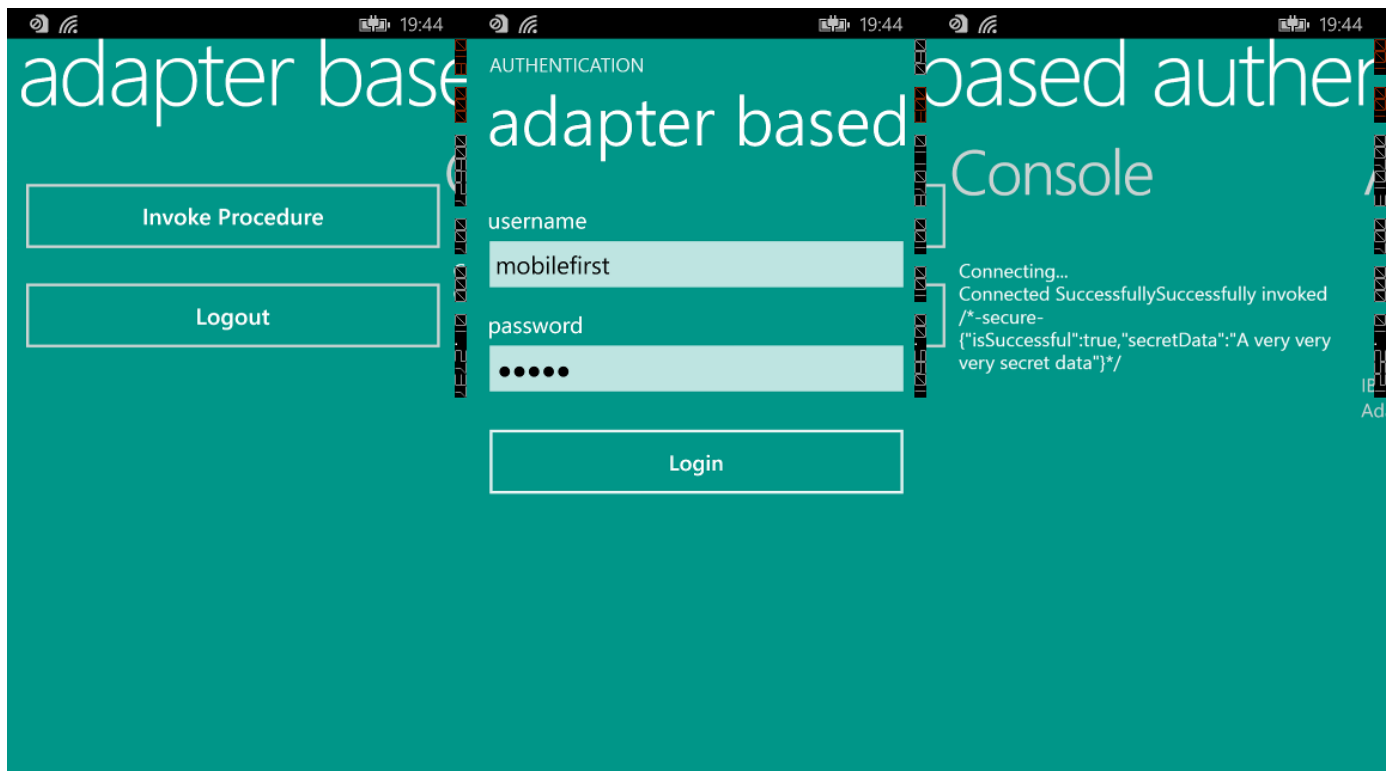 19:44
adapter base
Invoke Procedure
Logout
19:44
AUTHENTICATION
adapter based
username
mobilefirst
password
●●●●●
Login
19:44
based auther
Console
Connecting...
Connected SuccessfullySuccessfully invoked
/*-secure-
{"isSuccessful":true,"secretData":"A very very
very secret data"}*/
Ad